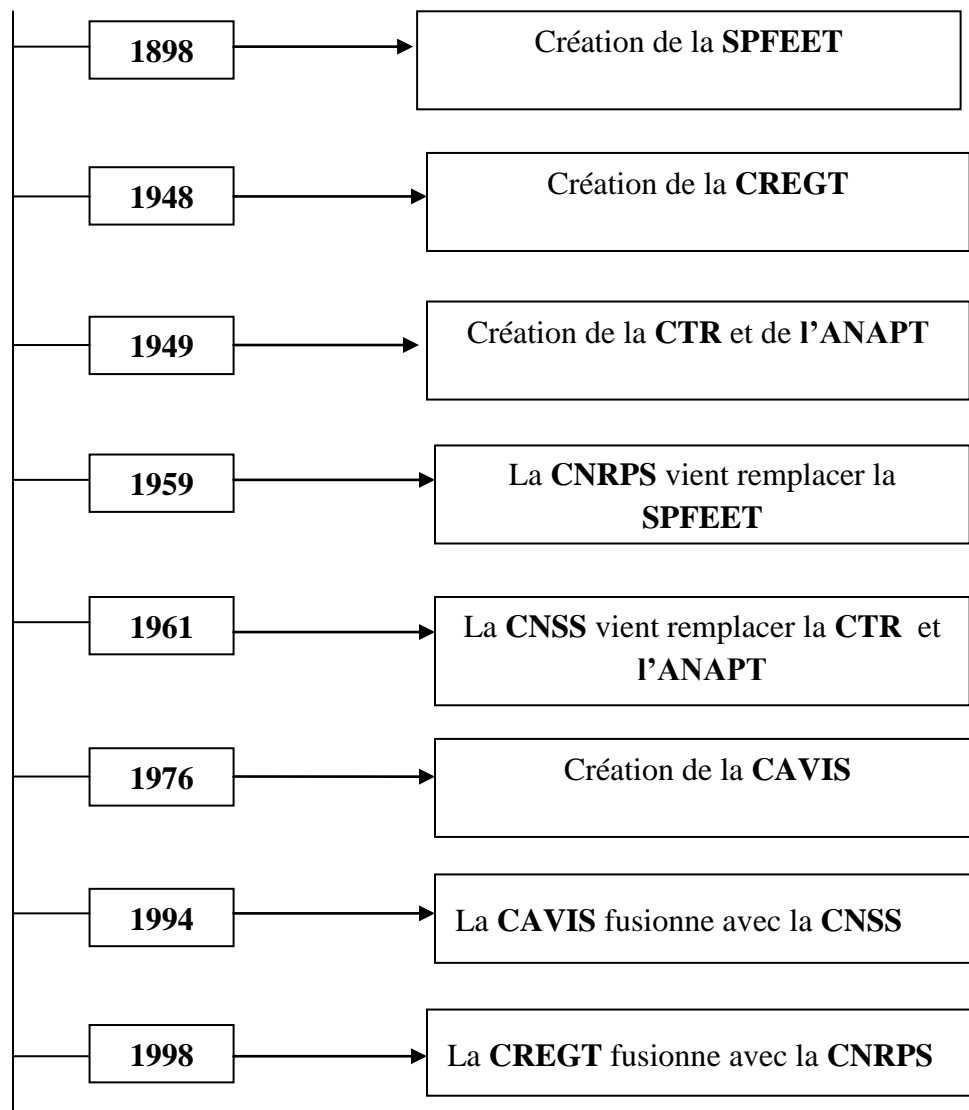 1898
Création de la SPFEET
1948
Création de la CREGT
1949
Création de la CTR et de l’ANAPT
1959
La CNRPS vient remplacer la
SPFEET
1961
La CNSS vient remplacer la CTR et
l’ANAPT
1976
Création de la CAVIS
1994
La CAVIS fusionne avec la CNSS
1998
La CREGT fusionne avec la CNRPS